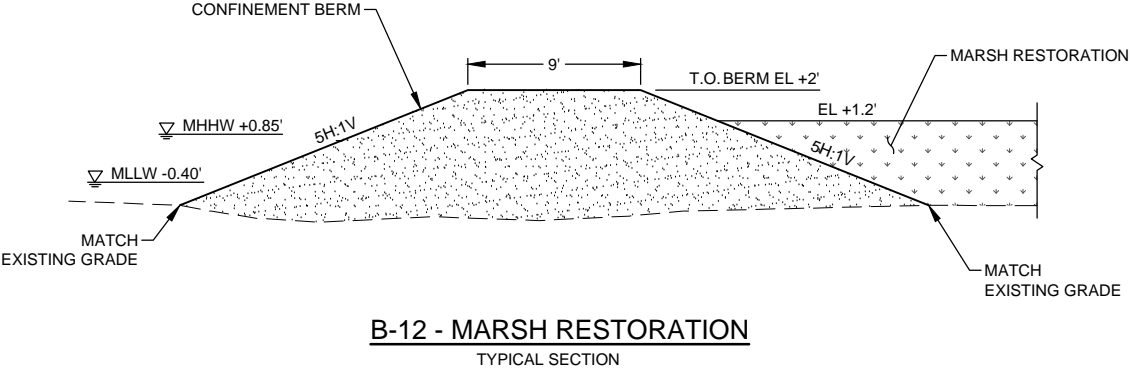 CONFINEMENT BERM
9'
MARSH RESTORATION
T.O. BERM EL +2'
EL +1.2'
MHHW +0.85'
5H:1V
5H:1V
MLLW -0.40'
MATCH
EXISTING GRADE
MATCH
EXISTING GRADE
B-12 - MARSH RESTORATION
TYPICAL SECTION